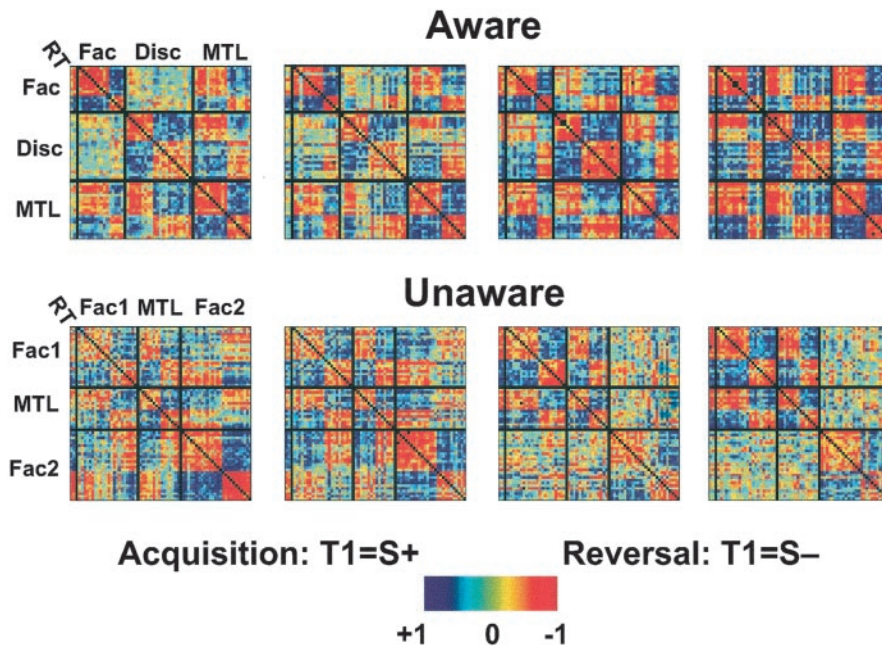 Aware
RT Fac Disc MTL
Fac
Disc
MTL
Unaware
RT Fac1 MTL Fac2
Fac1
MTL
Fac2
Acquisition: T1=S+ Reversal: T1=S–
+1 0 -1